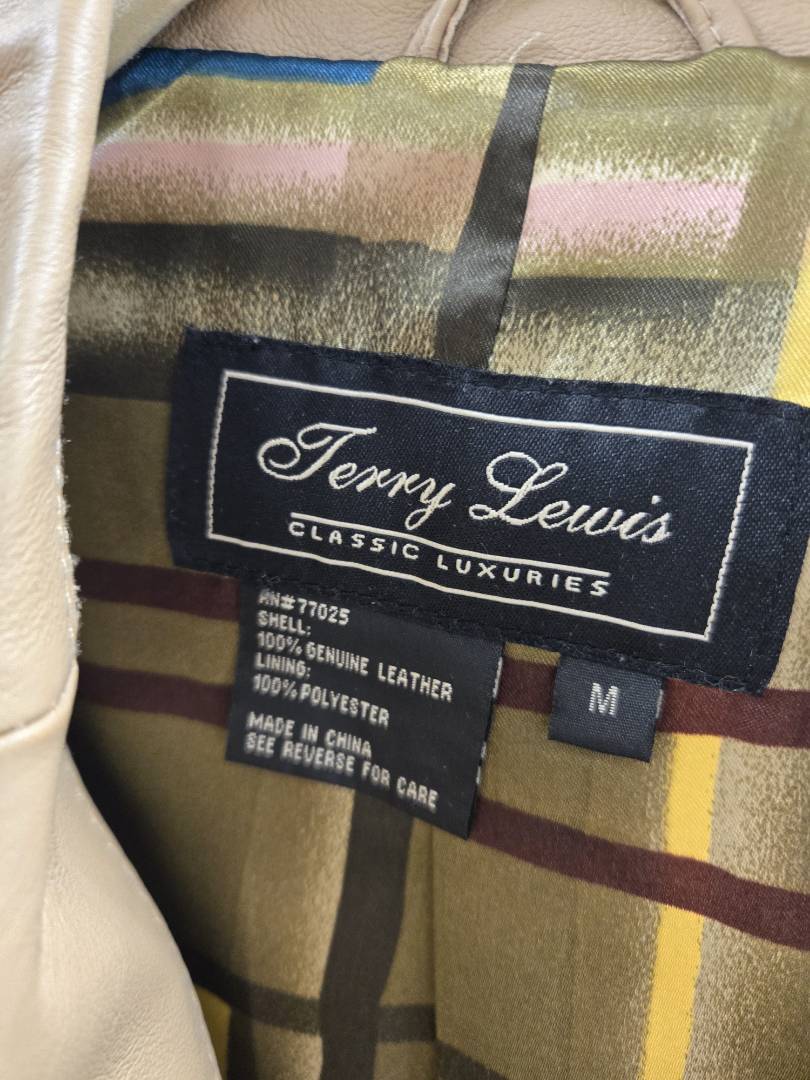 Terry Lewis
CLASSIC LUXURIES
RN#77025
SHELL:
100% GENUINE LEATHER
LINING:
100% POLYESTER
MADE IN CHINA
SEE REVERSE FOR CARE
M